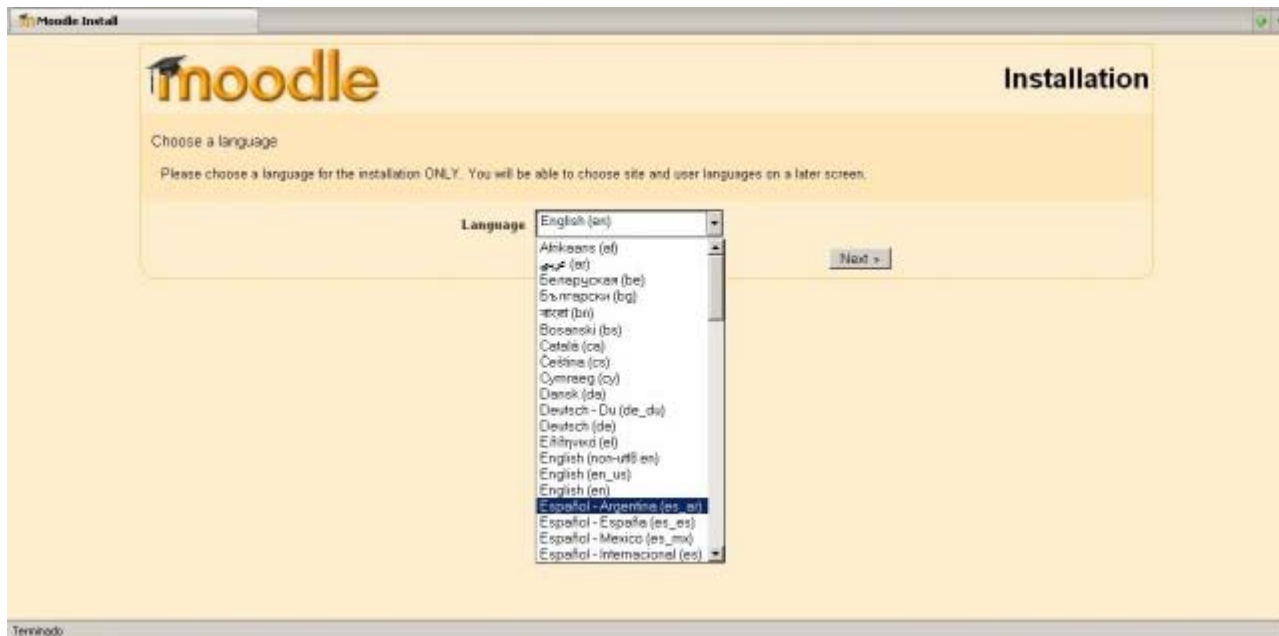 Moodle Install
moodle
Installation
Choose a language
Please choose a language for the installation ONLY. You will be able to choose site and user languages on a later screen.
Language English (en)
Afrikaans (af)
عربي (ar)
Беларуская (be)
Български (bg)
বাংলা (bn)
Bosanski (bs)
Català (ca)
Čeština (cs)
Cymraeg (cy)
Dansk (da)
Deutsch - Du (de_du)
Deutsch (de)
Ελληνικά (el)
English (non-utf8 en)
English (en_us)
English (en)
Español - Argentina (es_ar)
Español - España (es_es)
Español - Mexico (es_mx)
Español - Internacional (es)
Next »
Terminado